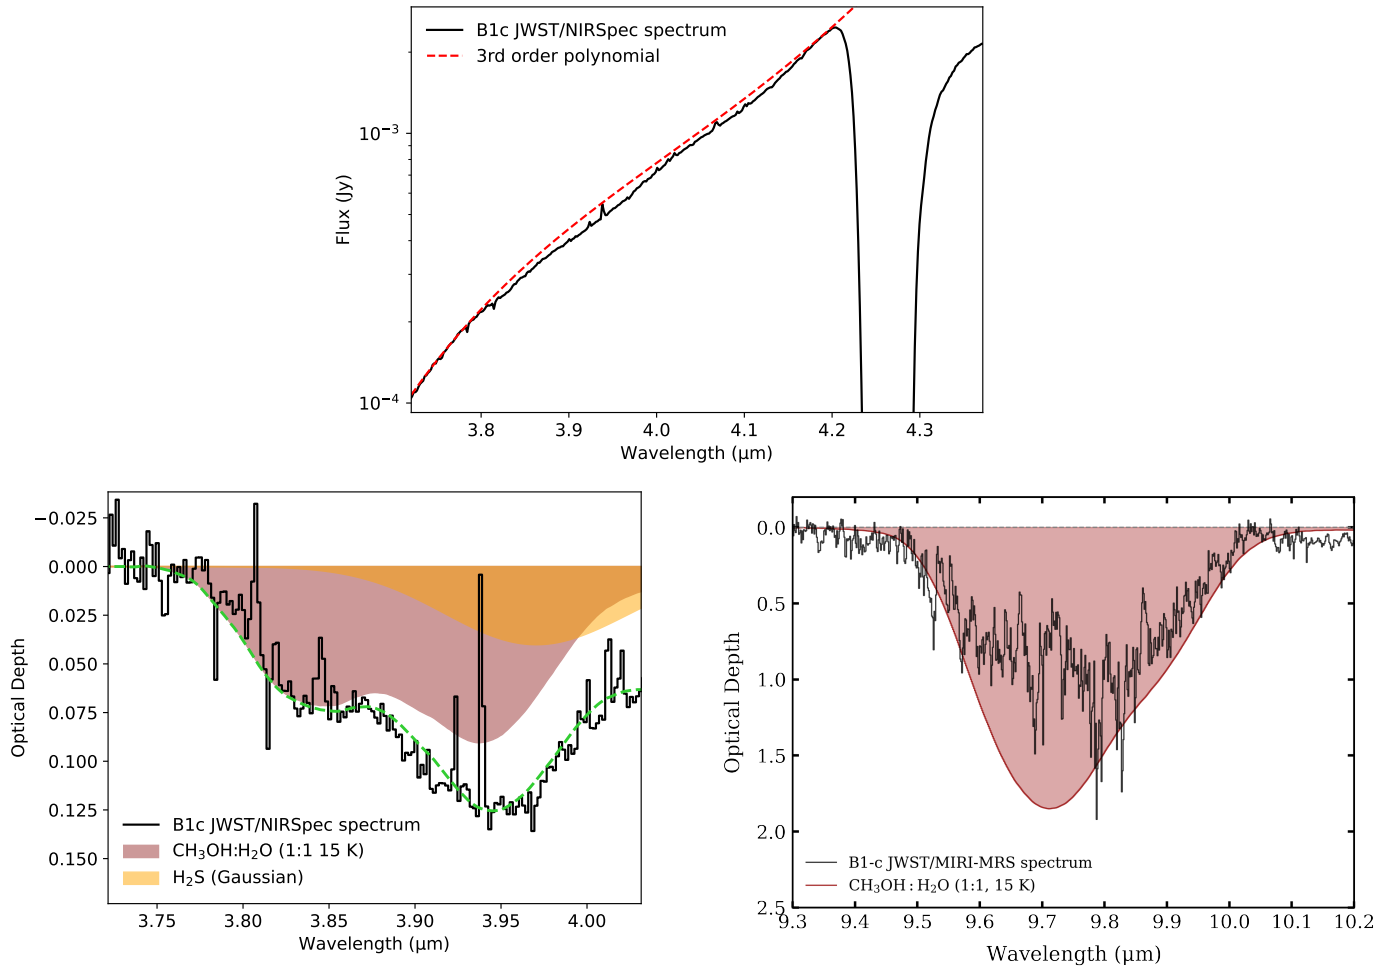 B1c JWST/NIRSpec spectrum
3rd order polynomial
10⁻³
10⁻⁴
Flux (Jy)
3.8 3.9 4.0 4.1 4.2 4.3
Wavelength (μm)
−0.025
0.000
0.025
0.050
0.075
0.100
0.125
0.150
Optical Depth
B1c JWST/NIRSpec spectrum
CH₃OH:H₂O (1:1 15 K)
H₂S (Gaussian)
3.75 3.80 3.85 3.90 3.95 4.00
Wavelength (μm)
0.0
0.5
1.0
1.5
2.0
2.5
Optical Depth
B1-c JWST/MIRI-MRS spectrum
CH₃OH : H₂O (1:1, 15 K)
9.3 9.4 9.5 9.6 9.7 9.8 9.9 10.0 10.1 10.2
Wavelength (μm)